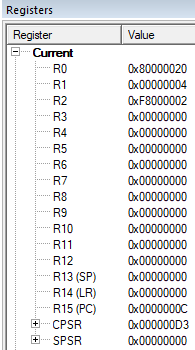 Registers
Register Value
Current
R0 0x80000020
R1 0x00000004
R2 0xF8000002
R3 0x00000000
R4 0x00000000
R5 0x00000000
R6 0x00000000
R7 0x00000000
R8 0x00000000
R9 0x00000000
R10 0x00000000
R11 0x00000000
R12 0x00000000
R13 (SP) 0x00000000
R14 (LR) 0x00000000
R15 (PC) 0x0000000C
CPSR 0x000000D3
SPSR 0x00000000